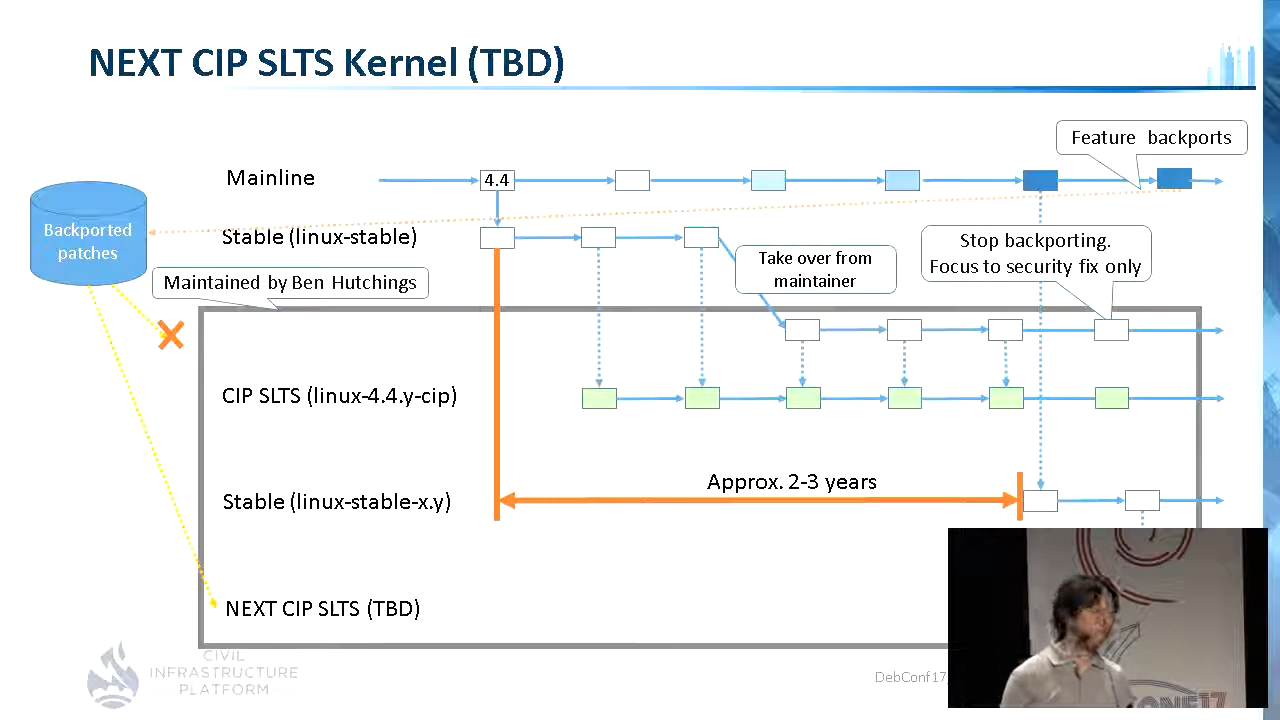 NEXT CIP SLTS Kernel (TBD)
Feature backports
Mainline
4.4
Backported
patches
Stable (linux-stable)
Stop backporting.
Focus to security fix only
Take over from
maintainer
Maintained by Ben Hutchings
CIP SLTS (linux-4.4.y-cip)
Approx. 2-3 years
Stable (linux-stable-x.y)
NEXT CIP SLTS (TBD)
CIVIL
INFRASTRUCTURE
PLATFORM
DebConf17